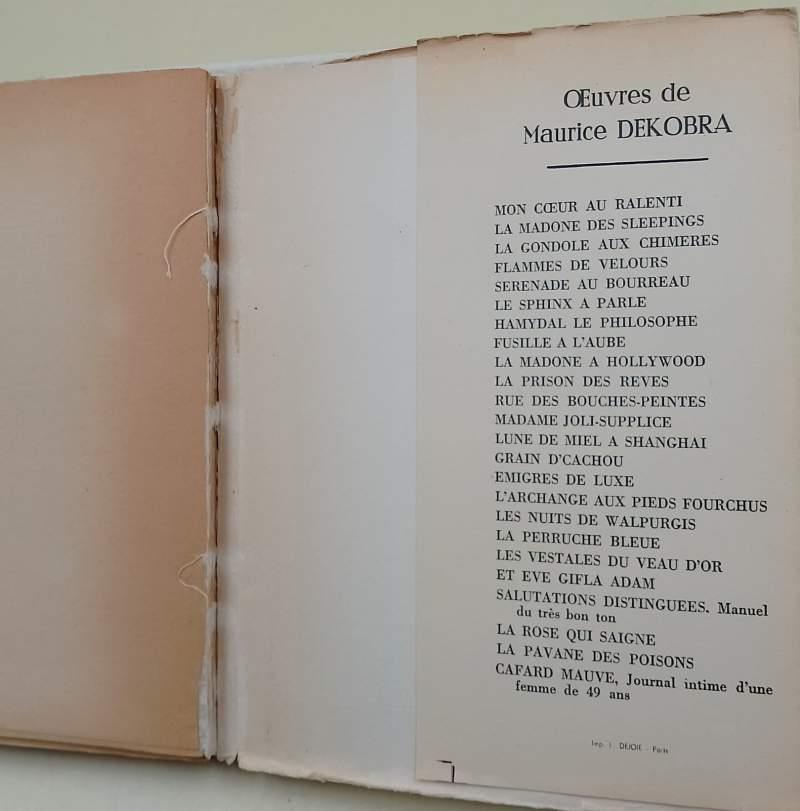 Œuvres de
Maurice DEKOBRA
MON CŒUR AU RALENTI
LA MADONE DES SLEEPINGS
LA GONDOLE AUX CHIMERES
FLAMMES DE VELOURS
SERENADE AU BOURREAU
LE SPHINX A PARLE
HAMYDAL LE PHILOSOPHE
FUSILLE A L'AUBE
LA MADONE A HOLLYWOOD
LA PRISON DES REVES
RUE DES BOUCHES-PEINTES
MADAME JOLI-SUPPLICE
LUNE DE MIEL A SHANGHAI
GRAIN D'CACHOU
EMIGRES DE LUXE
L'ARCHANGE AUX PIEDS FOURCHUS
LES NUITS DE WALPURGIS
LA PERRUCHE BLEUE
LES VESTALES DU VEAU D'OR
ET EVE GIFLA ADAM
SALUTATIONS DISTINGUEES. Manuel
du très bon ton
LA ROSE QUI SAIGNE
LA PAVANE DES POISONS
CAFARD MAUVE, Journal intime d'une
femme de 49 ans
Imp. DEJOIE - Paris